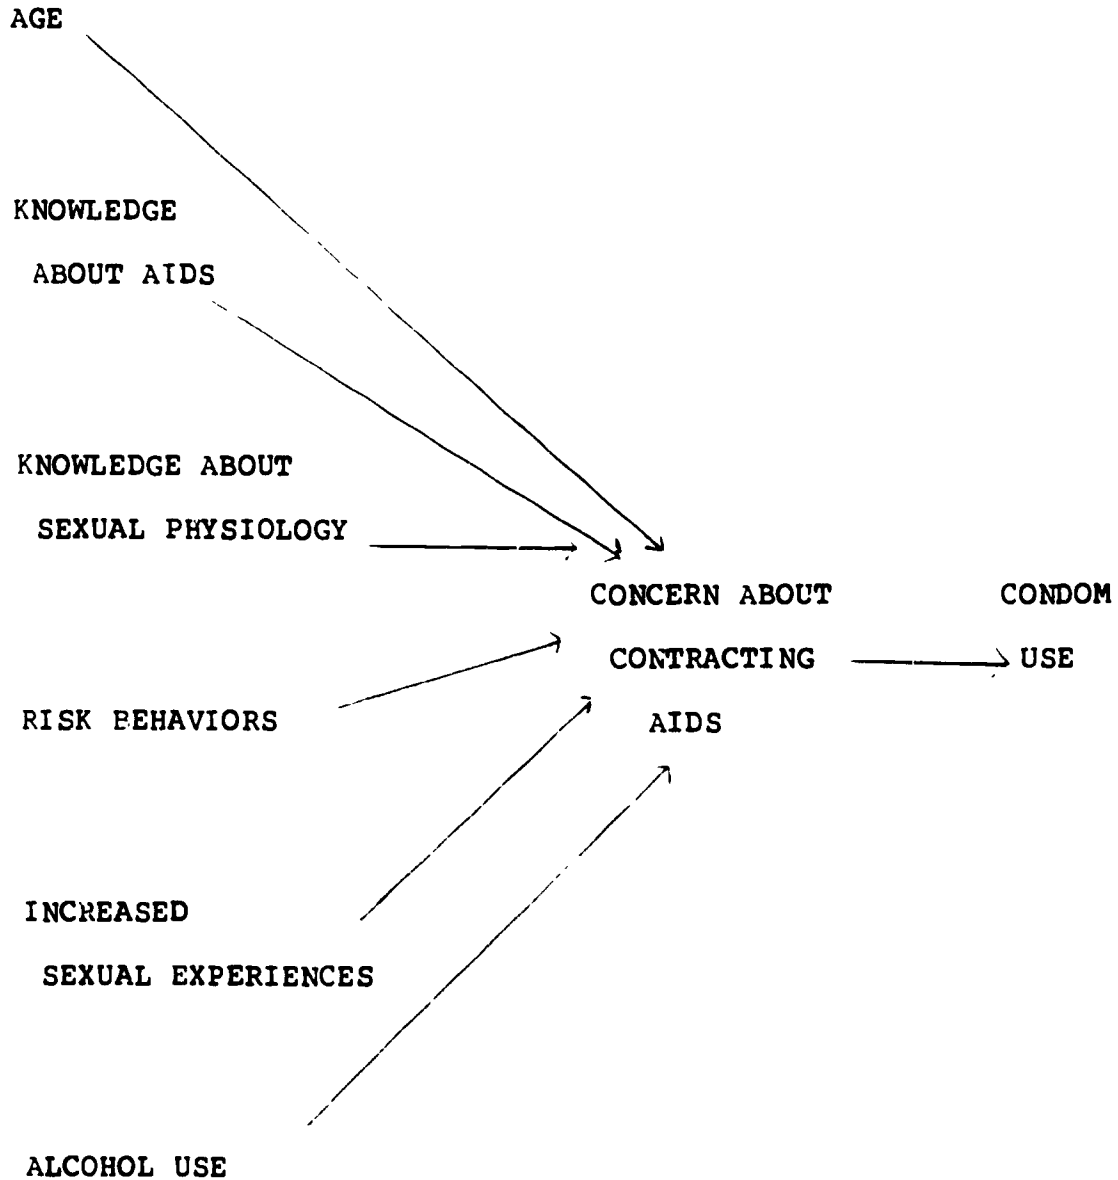 AGE
KNOWLEDGE
ABOUT AIDS
KNOWLEDGE ABOUT
SEXUAL PHYSIOLOGY
RISK BEHAVIORS
INCREASED
SEXUAL EXPERIENCES
ALCOHOL USE
CONCERN ABOUT
CONTRACTING
AIDS
CONDOM
USE